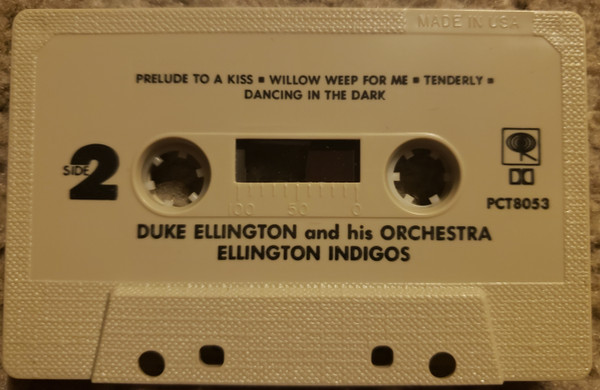 MADE IN USA
PRELUDE TO A KISS ▪ WILLOW WEEP FOR ME ▪ TENDERLY ▪
DANCING IN THE DARK
SIDE 2
100 50 0
PCT8053
DUKE ELLINGTON and his ORCHESTRA
ELLINGTON INDIGOS